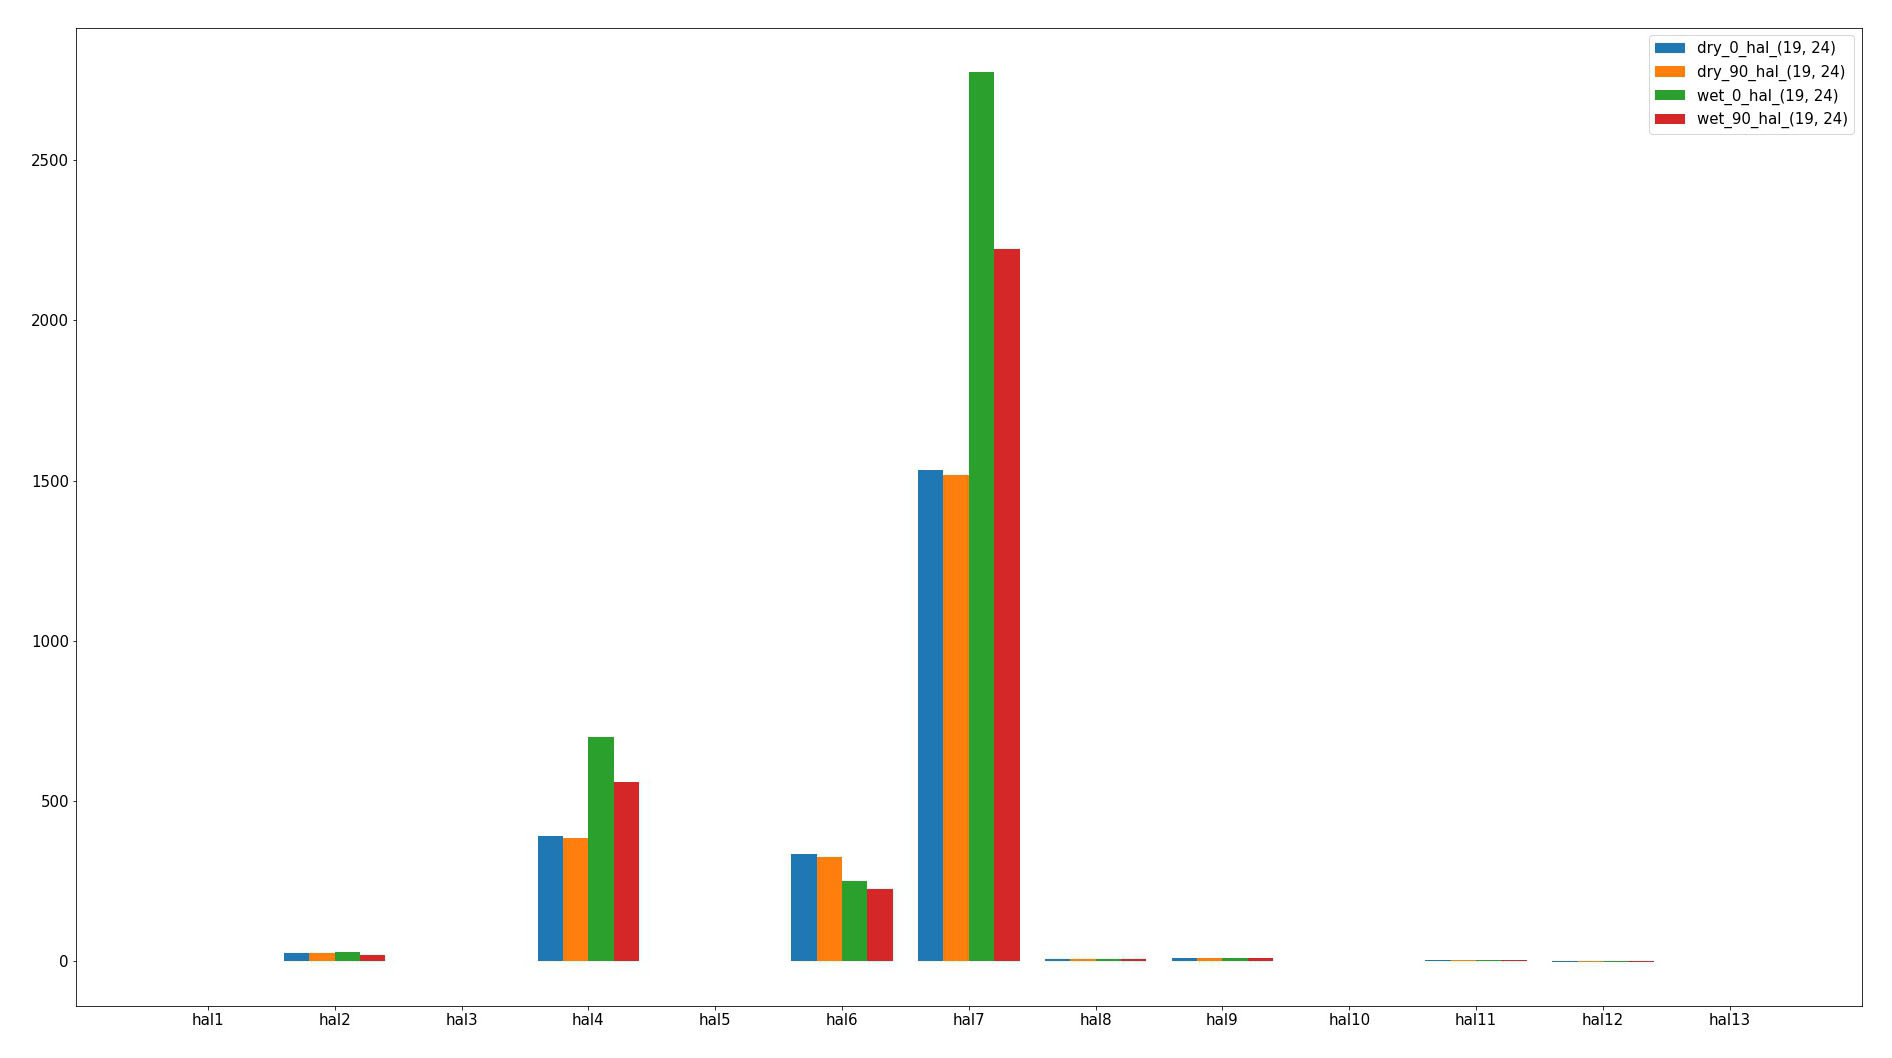 dry_0_hal_(19, 24)
dry_90_hal_(19, 24)
wet_0_hal_(19, 24)
wet_90_hal_(19, 24)
2500
2000
1500
1000
500
0
hal1 hal2 hal3 hal4 hal5 hal6 hal7 hal8 hal9 hal10 hal11 hal12 hal13